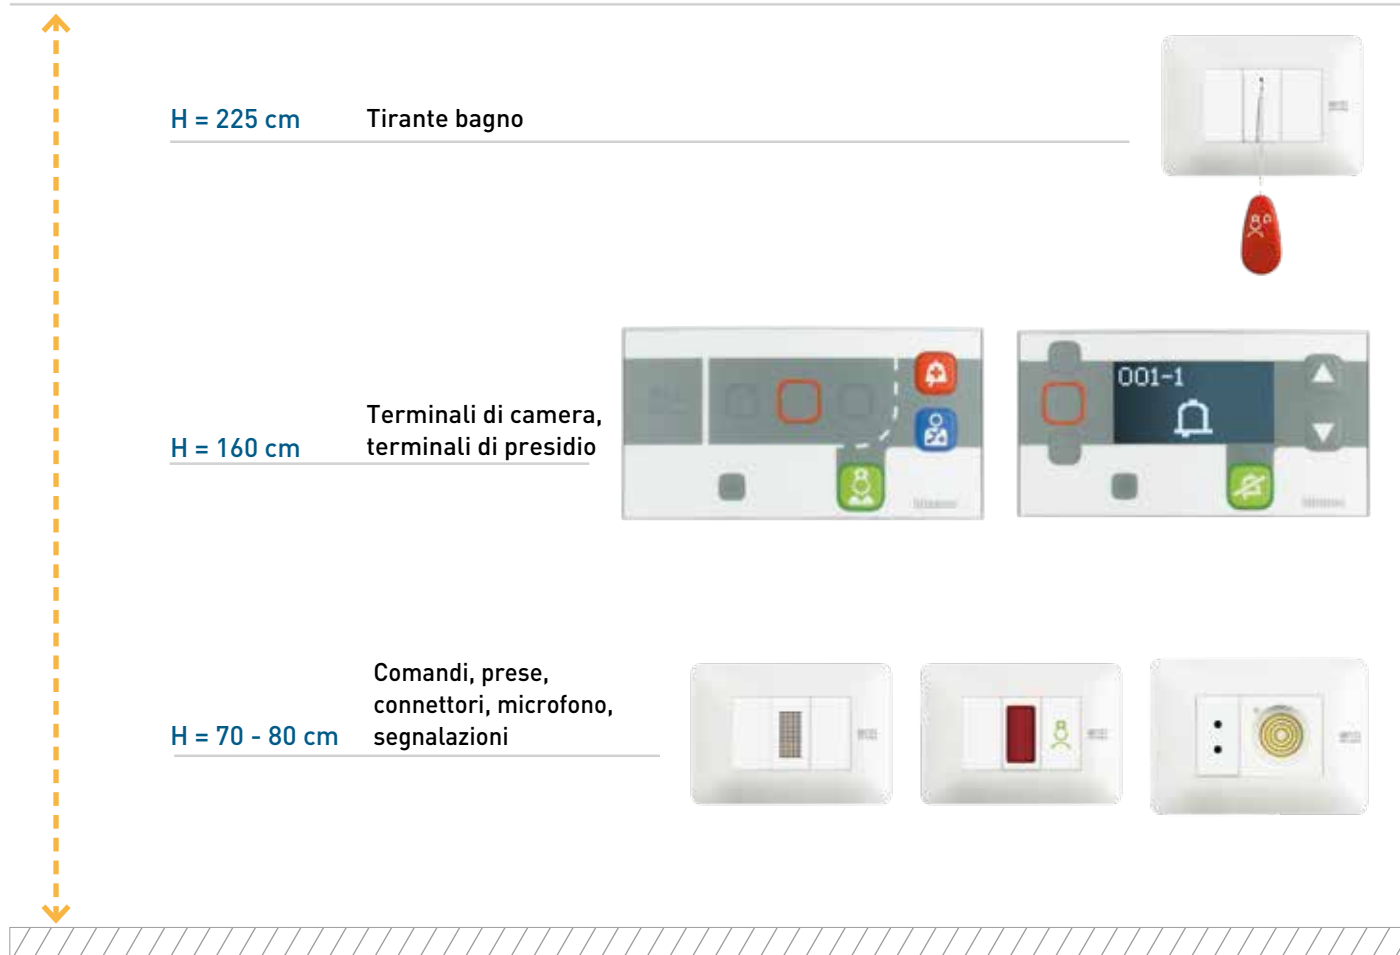 H = 225 cm
Tirante bagno
001-1
Terminali di camera,
terminali di presidio
H = 160 cm
Comandi, prese,
connettori, microfono,
segnalazioni
H = 70 - 80 cm